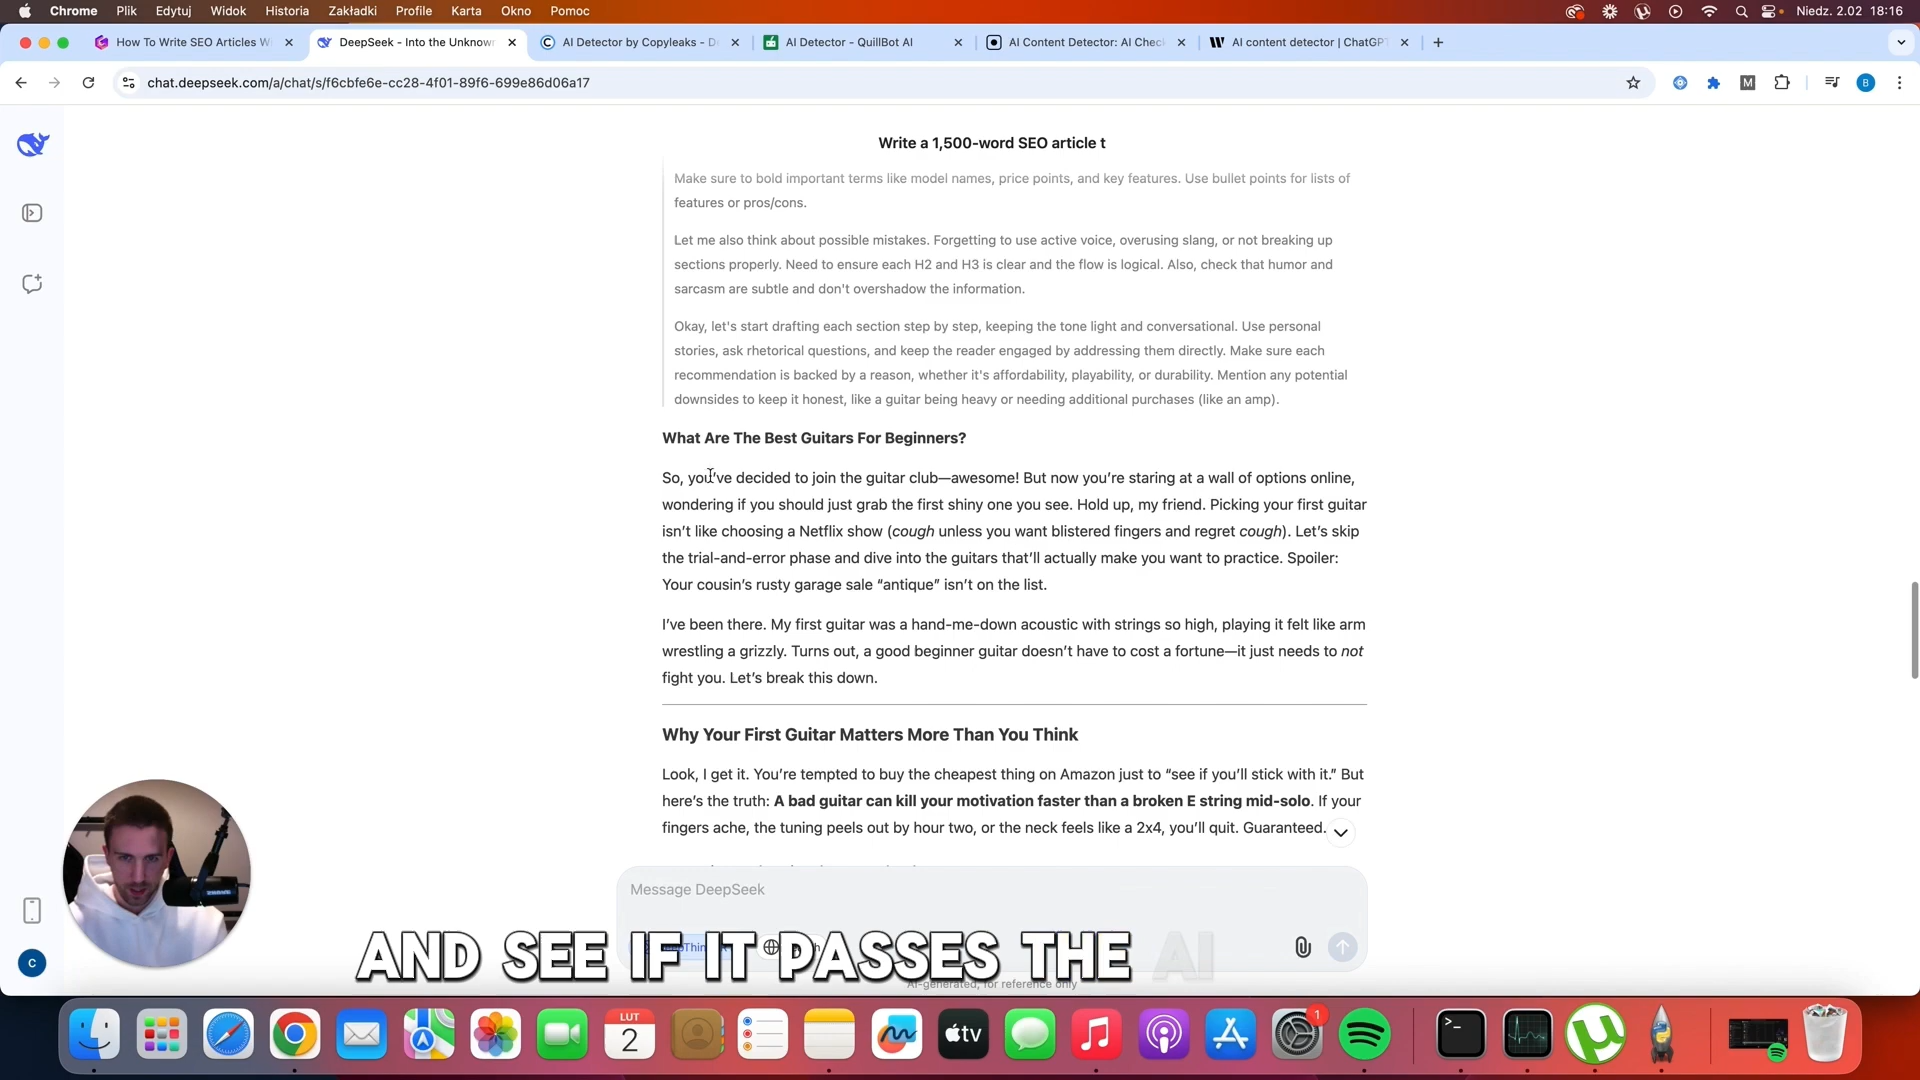 Chrome Plik Edytuj Widok Historia Zakładki Profile Karta Okno Pomoc Niedz. 2.02 18:16
How To Write SEO Articles W
DeepSeek - Into the Unknown
AI Detector by Copyleaks - D
AI Detector - QuillBot AI
AI Content Detector: AI Chec
AI content detector | ChatGP
chat.deepseek.com/a/chat/s/f6cbfe6e-cc28-4f01-89f6-699e86d06a17
M
B
Write a 1,500-word SEO article t
Make sure to bold important terms like model names, price points, and key features. Use bullet points for lists of
features or pros/cons.
Let me also think about possible mistakes. Forgetting to use active voice, overusing slang, or not breaking up
sections properly. Need to ensure each H2 and H3 is clear and the flow is logical. Also, check that humor and
sarcasm are subtle and don't overshadow the information.
Okay, let's start drafting each section step by step, keeping the tone light and conversational. Use personal
stories, ask rhetorical questions, and keep the reader engaged by addressing them directly. Make sure each
recommendation is backed by a reason, whether it's affordability, playability, or durability. Mention any potential
downsides to keep it honest, like a guitar being heavy or needing additional purchases (like an amp).
What Are The Best Guitars For Beginners?
So, you’ve decided to join the guitar club—awesome! But now you’re staring at a wall of options online,
wondering if you should just grab the first shiny one you see. Hold up, my friend. Picking your first guitar
isn’t like choosing a Netflix show (cough unless you want blistered fingers and regret cough). Let’s skip
the trial-and-error phase and dive into the guitars that’ll actually make you want to practice. Spoiler:
Your cousin’s rusty garage sale “antique” isn’t on the list.
I’ve been there. My first guitar was a hand-me-down acoustic with strings so high, playing it felt like arm
wrestling a grizzly. Turns out, a good beginner guitar doesn’t have to cost a fortune—it just needs to not
fight you. Let’s break this down.
Why Your First Guitar Matters More Than You Think
Look, I get it. You’re tempted to buy the cheapest thing on Amazon just to “see if you’ll stick with it.” But
here’s the truth: A bad guitar can kill your motivation faster than a broken E string mid-solo. If your
fingers ache, the tuning peels out by hour two, or the neck feels like a 2x4, you’ll quit. Guaranteed.
Message DeepSeek
AND SEE IF IT PASSES THE AI
AI-generated, for reference only
C
LUT
2
tv
1